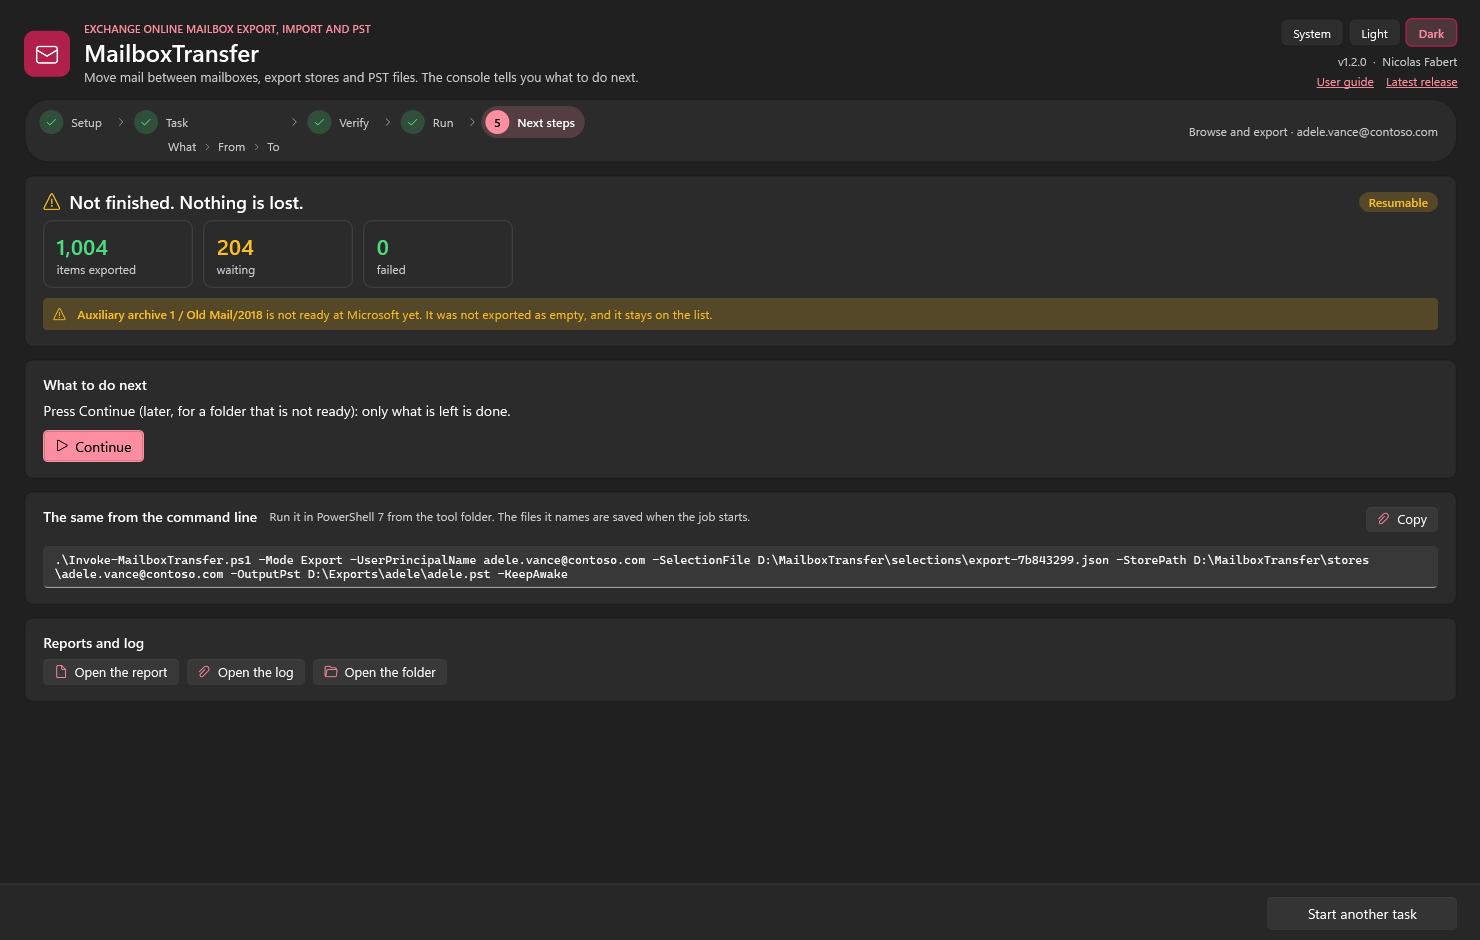 EXCHANGE ONLINE MAILBOX EXPORT, IMPORT AND PST
MailboxTransfer
Move mail between mailboxes, export stores and PST files. The console tells you what to do next.
System
Light
Dark
v1.2.0 · Nicolas Fabert
User guide
Latest release
Setup
Task
Verify
Run
5 Next steps
What
From
To
Browse and export · adele.vance@contoso.com
Not finished. Nothing is lost.
Resumable
1,004
items exported
204
waiting
0
failed
Auxiliary archive 1 / Old Mail/2018 is not ready at Microsoft yet. It was not exported as empty, and it stays on the list.
What to do next
Press Continue (later, for a folder that is not ready): only what is left is done.
Continue
The same from the command line
Run it in PowerShell 7 from the tool folder. The files it names are saved when the job starts.
Copy
.\Invoke-MailboxTransfer.ps1 -Mode Export -UserPrincipalName adele.vance@contoso.com -SelectionFile D:\MailboxTransfer\selections\export-7b843299.json -StorePath D:\MailboxTransfer\stores
\adele.vance@contoso.com -OutputPst D:\Exports\adele\adele.pst -KeepAwake
Reports and log
Open the report
Open the log
Open the folder
Start another task